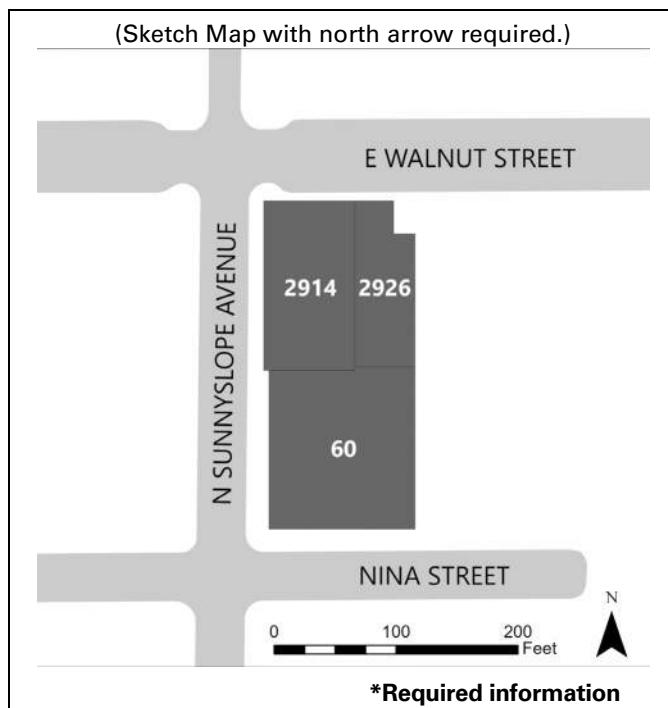 (Sketch Map with north arrow required.)
E WALNUT STREET
N SUNNYSLOPE AVENUE
2914
2926
60
NINA STREET
N
0 100 200
Feet
*Required information